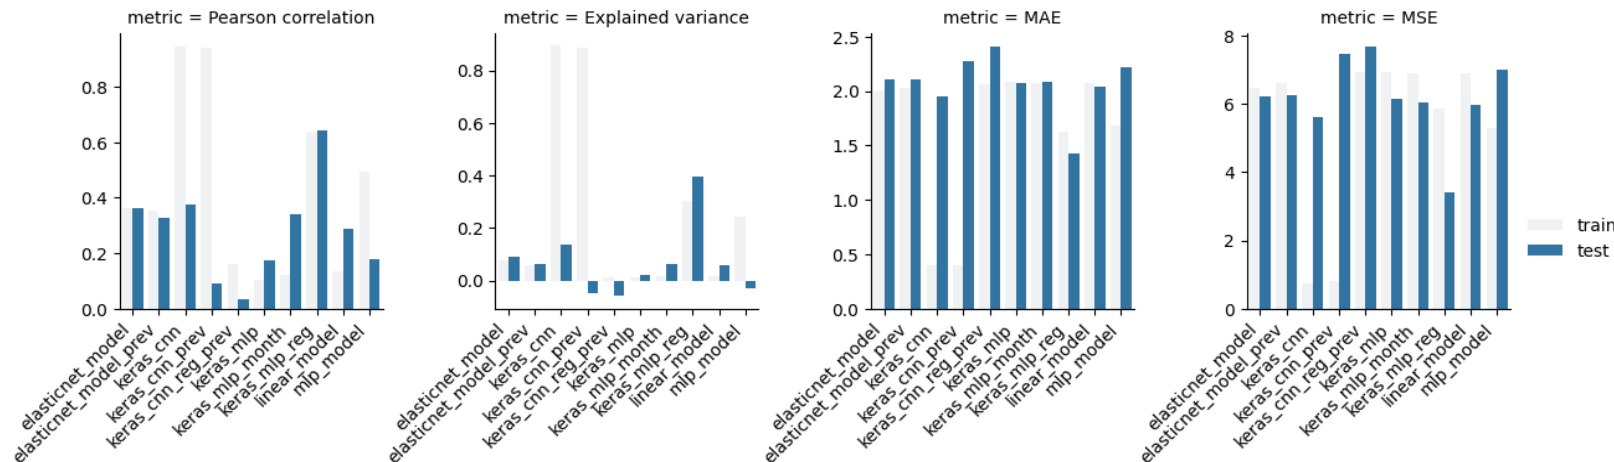 metric = Pearson correlation
0.8
0.6
0.4
0.2
0.0
elasticnet_model
elasticnet_model_prev
keras_cnn
keras_cnn_prev
keras_cnn_reg_prev
keras_mlp
keras_mlp_month
keras_mlp_reg
linear_model
mlp_model
metric = Explained variance
0.8
0.6
0.4
0.2
0.0
elasticnet_model
elasticnet_model_prev
keras_cnn
keras_cnn_prev
keras_cnn_reg_prev
keras_mlp
keras_mlp_month
keras_mlp_reg
linear_model
mlp_model
metric = MAE
2.5
2.0
1.5
1.0
0.5
0.0
elasticnet_model
elasticnet_model_prev
keras_cnn
keras_cnn_prev
keras_cnn_reg_prev
keras_mlp
keras_mlp_month
keras_mlp_reg
linear_model
mlp_model
metric = MSE
8
6
4
2
0
elasticnet_model
elasticnet_model_prev
keras_cnn
keras_cnn_prev
keras_cnn_reg_prev
keras_mlp
keras_mlp_month
keras_mlp_reg
linear_model
mlp_model
train
test